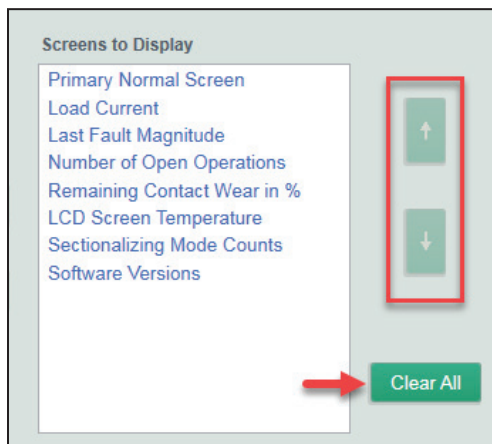 Screens to Display
Primary Normal Screen
Load Current
Last Fault Magnitude
Number of Open Operations
Remaining Contact Wear in %
LCD Screen Temperature
Sectionalizing Mode Counts
Software Versions
Clear All